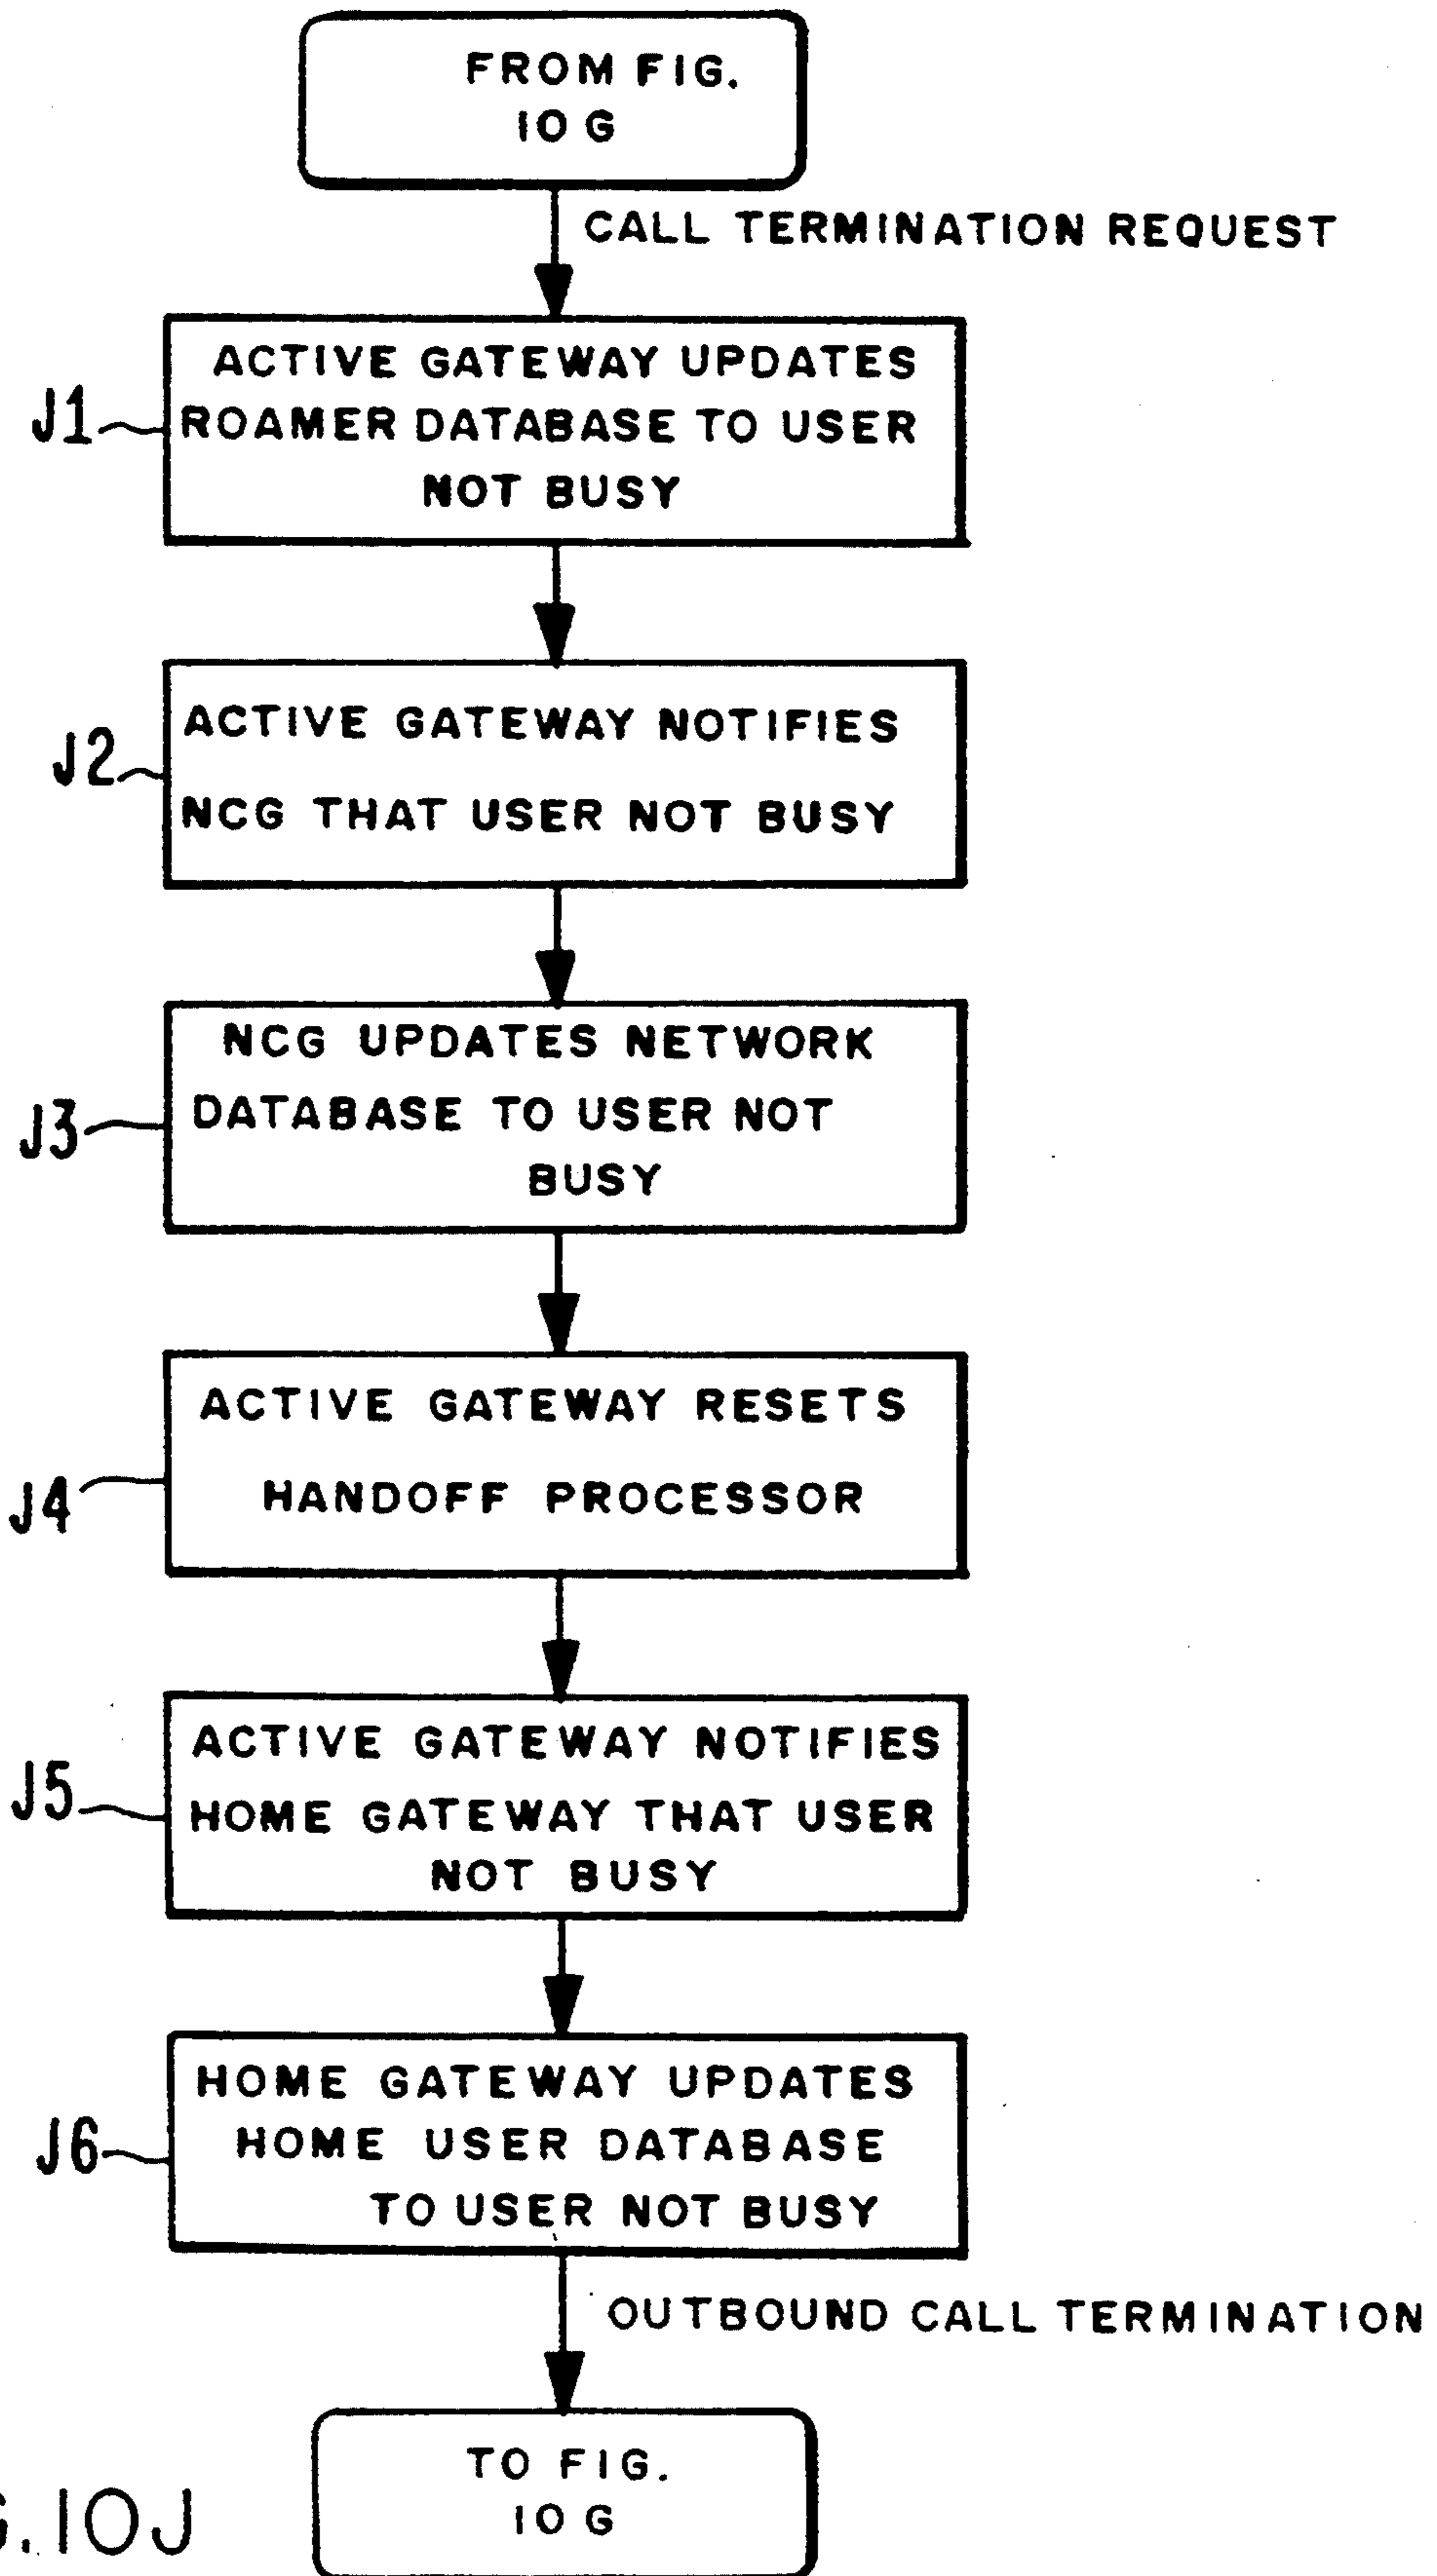 FROM FIG.
10 G
CALL TERMINATION REQUEST
ACTIVE GATEWAY UPDATES
J1 ROAMER DATABASE TO USER
NOT BUSY
ACTIVE GATEWAY NOTIFIES
J2
NCG THAT USER NOT BUSY
NCG UPDATES NETWORK
DATABASE TO USER NOT
J3
BUSY
ACTIVE GATEWAY RESETS
J4
HANDOFF PROCESSOR
ACTIVE GATEWAY NOTIFIES
J5
HOME GATEWAY THAT USER
NOT BUSY
HOME GATEWAY UPDATES
J6 HOME USER DATABASE
TO USER NOT BUSY
OUTBOUND CALL TERMINATION
TO FIG.
10 G
G.10J